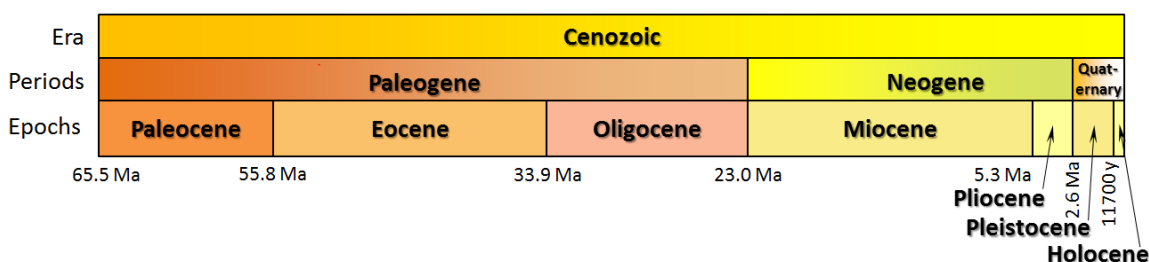 Era
Cenozoic
Periods
Paleogene
Neogene
Quat-
ernary
Epochs
Paleocene
Eocene
Oligocene
Miocene
65.5 Ma
55.8 Ma
33.9 Ma
23.0 Ma
5.3 Ma
2.6 Ma
11700 y
Pliocene
Pleistocene
Holocene